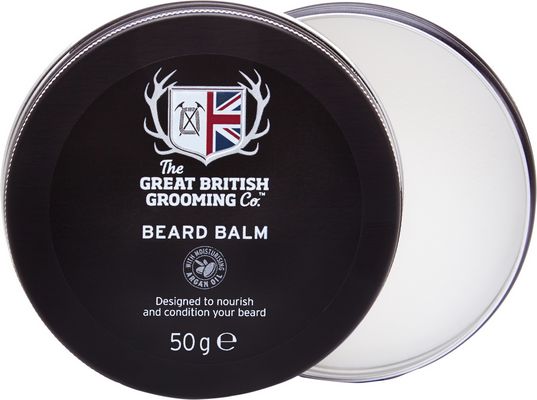 The
GREAT BRITISH
GROOMING Co.™
BEARD BALM
WITH MOISTURISING
ARGAN OIL
Designed to nourish
and condition your beard
50 g ℮